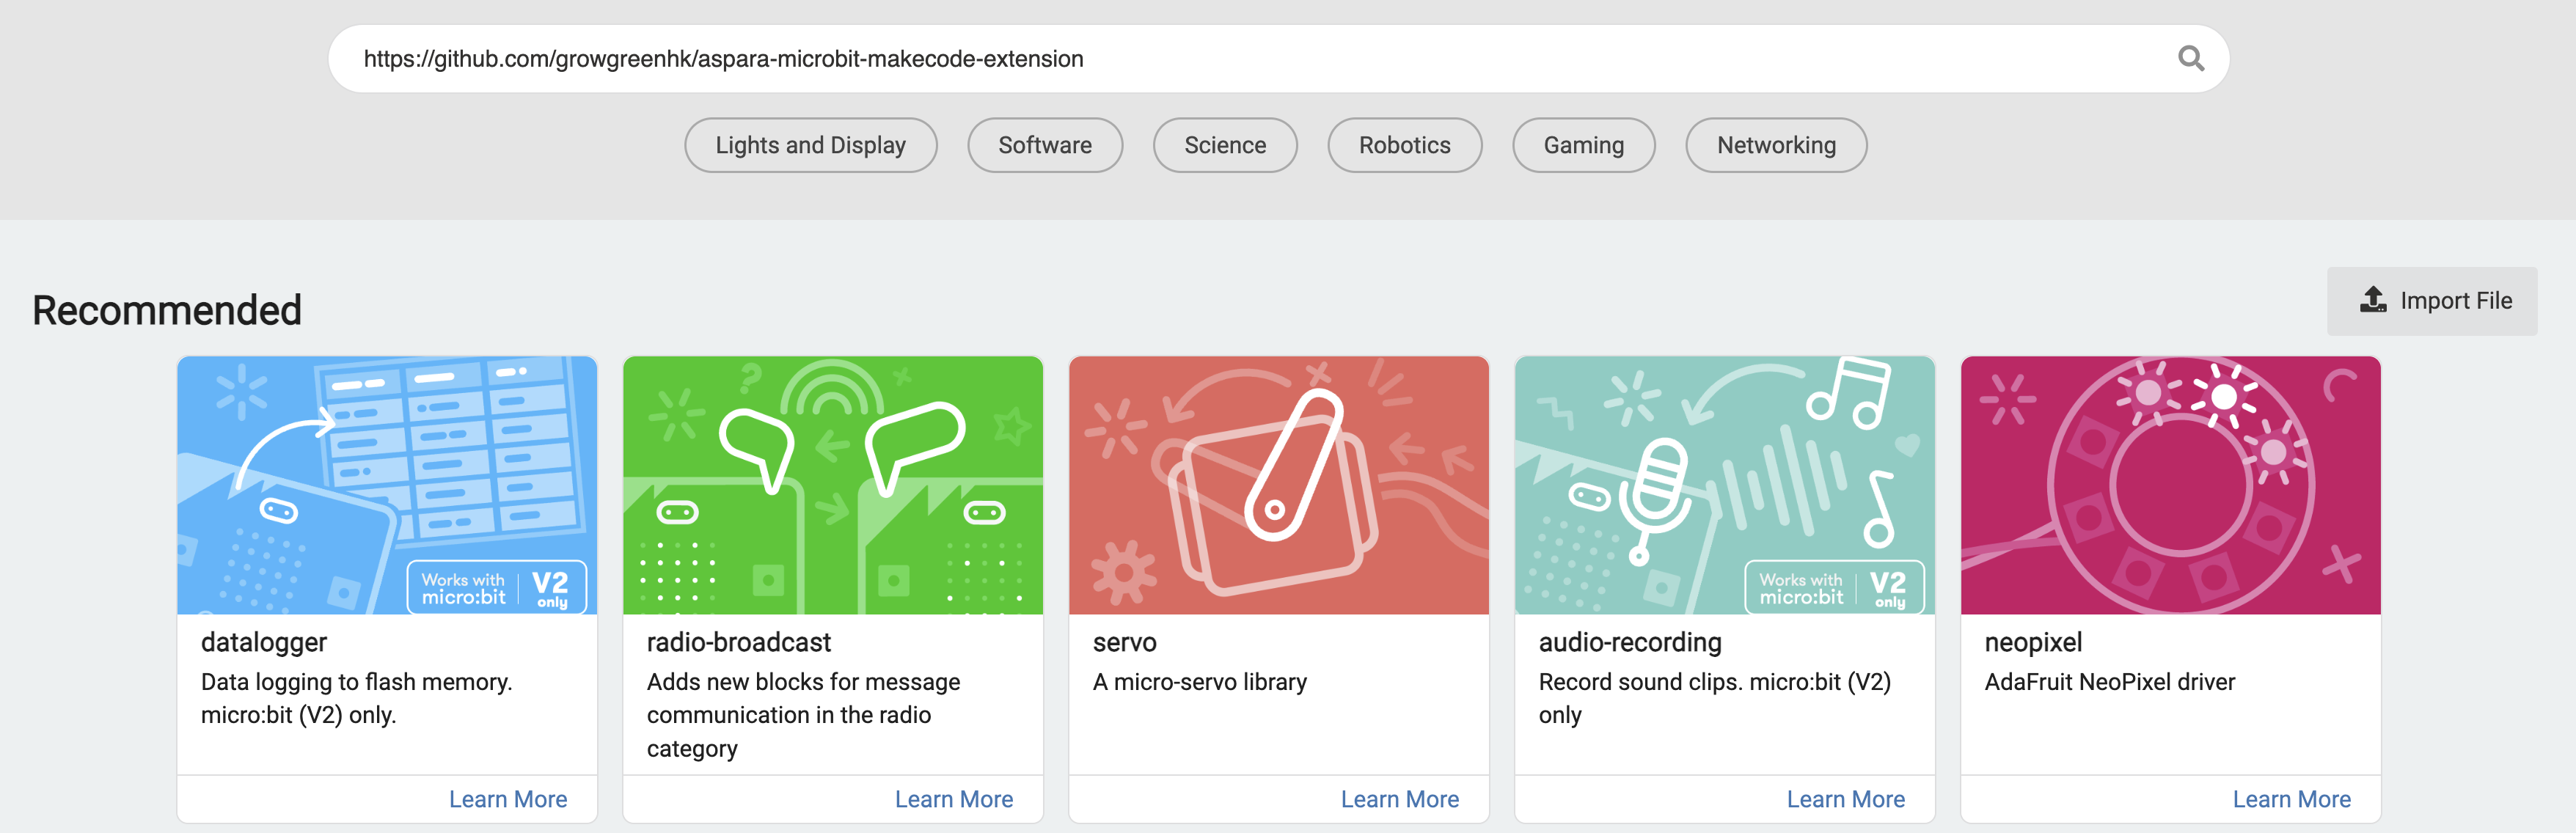 https://github.com/growgreenhk/aspara-microbit-makecode-extension
Lights and Display
Software
Science
Robotics
Gaming
Networking
Recommended
Import File
Works with
micro:bit
V2
only
datalogger
Data logging to flash memory.
micro:bit (V2) only.
Learn More
radio-broadcast
Adds new blocks for message
communication in the radio
category
Learn More
servo
A micro-servo library
Learn More
Works with
micro:bit
V2
only
audio-recording
Record sound clips. micro:bit (V2)
only
Learn More
neopixel
AdaFruit NeoPixel driver
Learn More